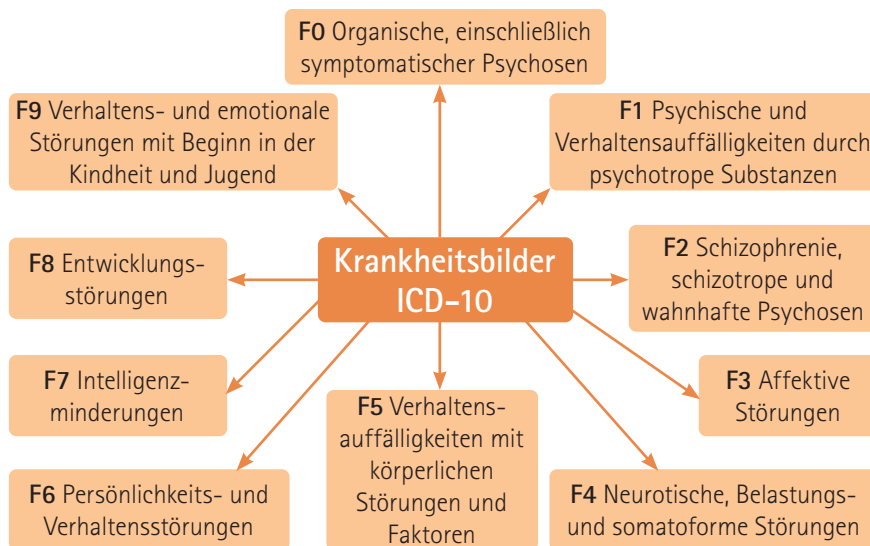 F0 Organische, einschließlich
symptomatischer Psychosen
F9 Verhaltens- und emotionale
Störungen mit Beginn in der
Kindheit und Jugend
F1 Psychische und
Verhaltensauffälligkeiten durch
psychotrope Substanzen
Krankheitsbilder
ICD-10
F8 Entwicklungs-
störungen
F2 Schizophrenie,
schizotrope und
wahnhafte Psychosen
F7 Intelligenz-
minderungen
F3 Affektive
Störungen
F5 Verhaltens-
auffälligkeiten mit
körperlichen
Störungen und
Faktoren
F6 Persönlichkeits- und
Verhaltensstörungen
F4 Neurotische, Belastungs-
und somatoforme Störungen